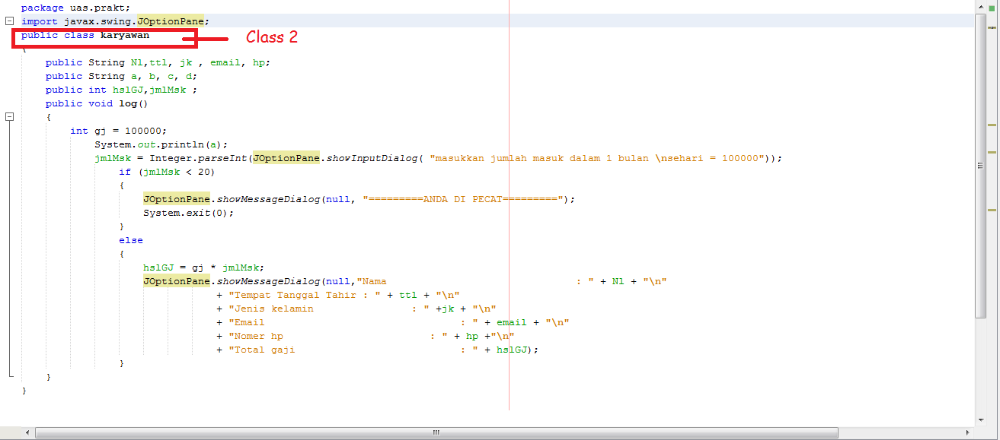 package uas.prakt;
import javax.swing.JOptionPane;
public class karyawan Class 2
{
public String Nl,ttl, jk , email, hp;
public String a, b, c, d;
public int hslGJ,jmlMsk ;
public void log()
{
int gj = 100000;
System.out.println(a);
jmlMsk = Integer.parseInt(JOptionPane.showInputDialog( "masukkan jumlah masuk dalam 1 bulan \nsehari = 100000"));
if (jmlMsk < 20)
{
JOptionPane.showMessageDialog(null, "=========ANDA DI PECAT=========");
System.exit(0);
}
else
{
hslGJ = gj * jmlMsk;
JOptionPane.showMessageDialog(null,"Nama : " + Nl + "\n"
+ "Tempat Tanggal Tahir : " + ttl + "\n"
+ "Jenis kelamin : " +jk + "\n"
+ "Email : " + email + "\n"
+ "Nomer hp : " + hp +"\n"
+ "Total gaji : " + hslGJ);
}
}
}